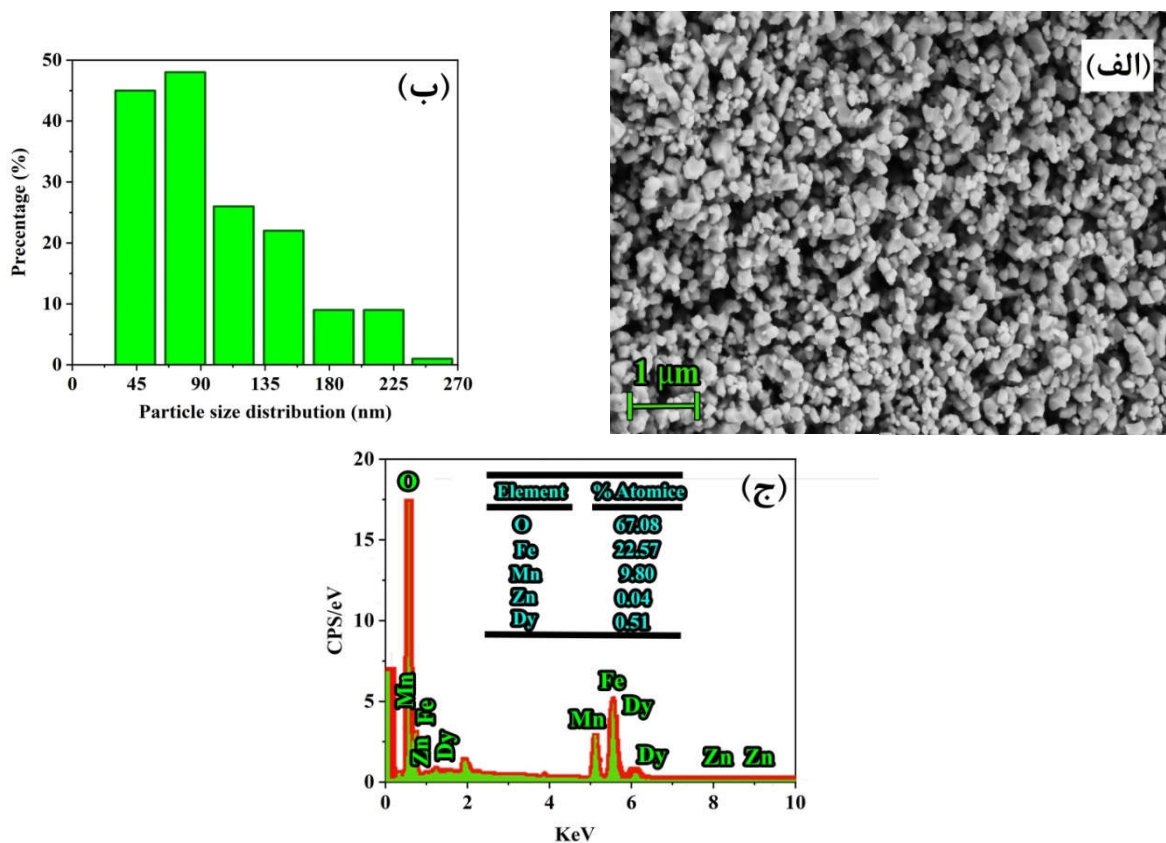 (الف)
1 μm
(ب)
50
40
30
20
10
0
Precentage (%)
0 45 90 135 180 225 270
Particle size distribution (nm)
(ج)
20
15
10
5
0
CPS/eV
O
Element % Atomice
O 67.08
Fe 22.57
Mn 9.80
Zn 0.04
Dy 0.51
Mn
Fe
Zn
Dy
Mn
Fe
Dy
Dy
Zn Zn
0 2 4 6 8 10
KeV